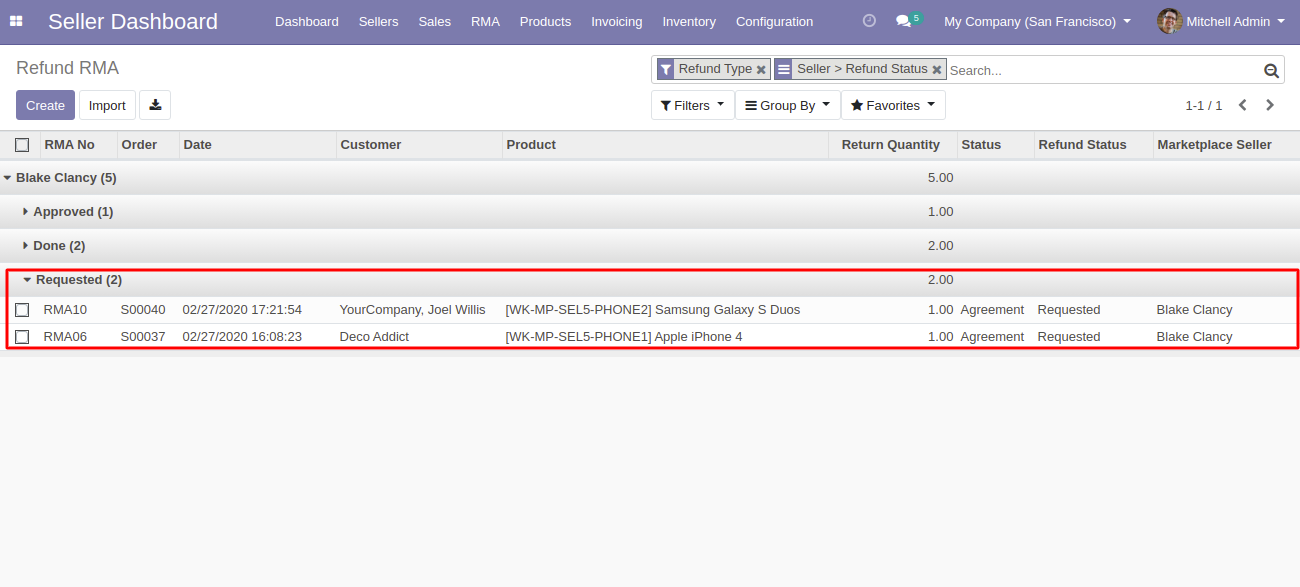 Seller Dashboard Dashboard Sellers Sales RMA Products Invoicing Inventory Configuration 5 My Company (San Francisco) Mitchell Admin
Refund RMA Refund Type Seller > Refund Status Search...
Create Import Filters Group By Favorites 1-1 / 1
RMA No Order Date Customer Product Return Quantity Status Refund Status Marketplace Seller
Blake Clancy (5) 5.00
Approved (1) 1.00
Done (2) 2.00
Requested (2) 2.00
RMA10 S00040 02/27/2020 17:21:54 YourCompany, Joel Willis [WK-MP-SEL5-PHONE2] Samsung Galaxy S Duos 1.00 Agreement Requested Blake Clancy
RMA06 S00037 02/27/2020 16:08:23 Deco Addict [WK-MP-SEL5-PHONE1] Apple iPhone 4 1.00 Agreement Requested Blake Clancy